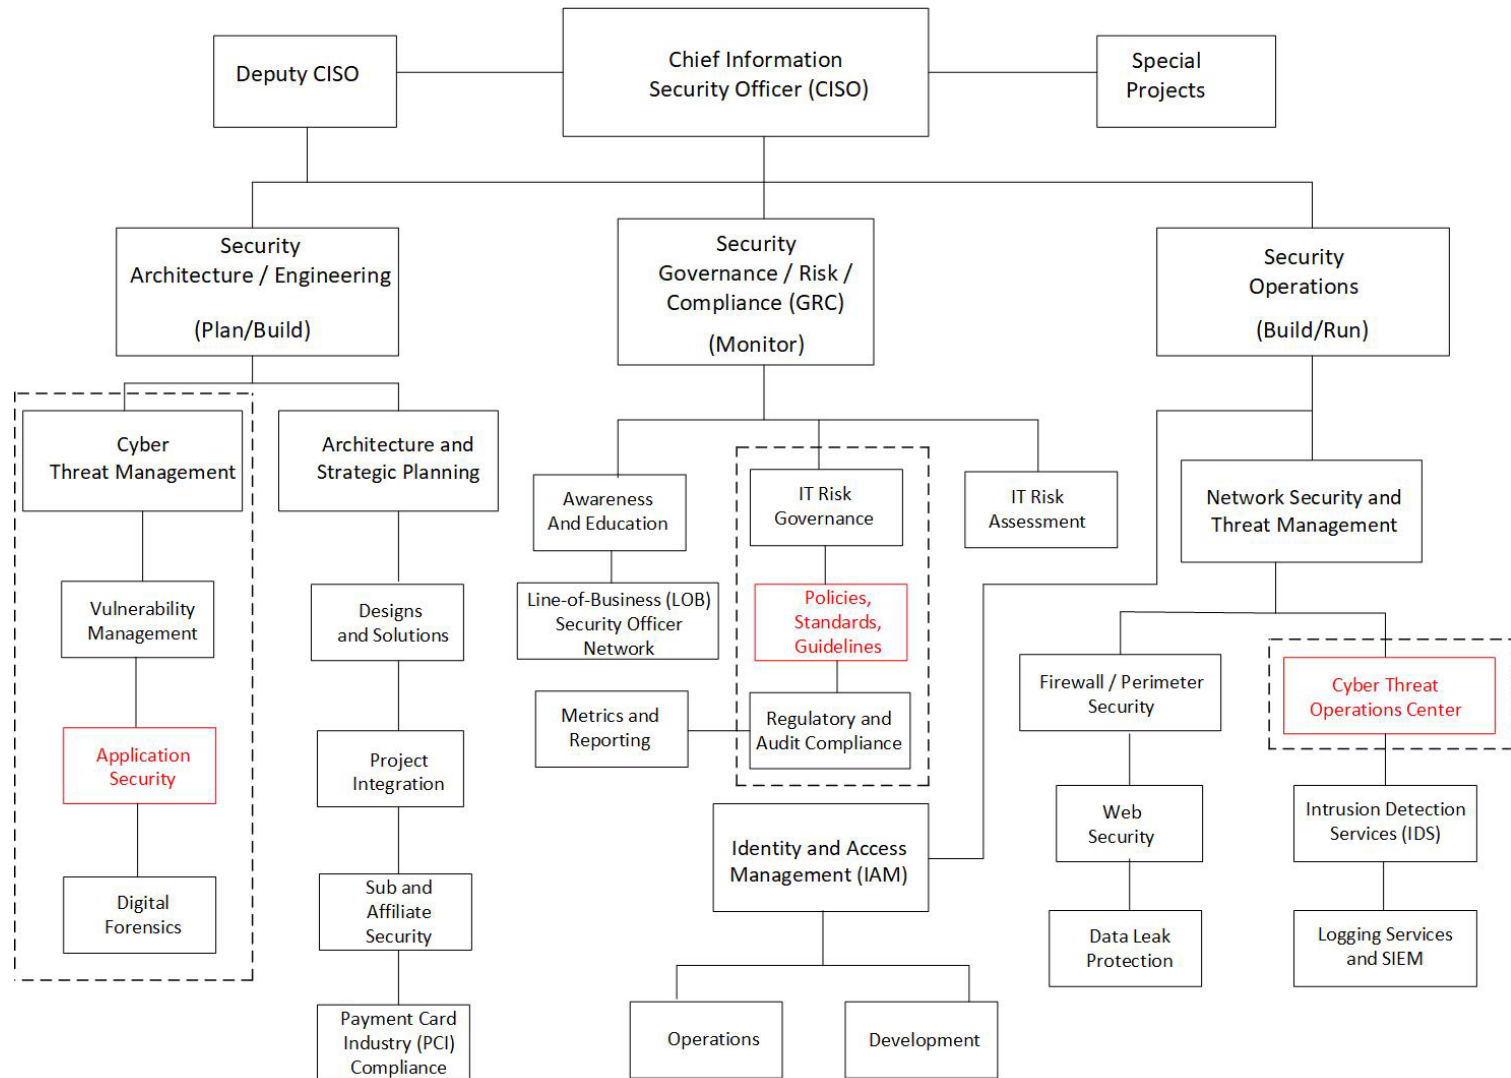 Deputy CISO
Chief Information
Security Officer (CISO)
Special
Projects
Security
Architecture / Engineering
(Plan/Build)
Security
Governance / Risk /
Compliance (GRC)
(Monitor)
Security
Operations
(Build/Run)
Cyber
Threat Management
Architecture and
Strategic Planning
Awareness
And Education
IT Risk
Governance
IT Risk
Assessment
Network Security and
Threat Management
Vulnerability
Management
Designs
and Solutions
Line-of-Business (LOB)
Security Officer
Network
Policies,
Standards,
Guidelines
Firewall / Perimeter
Security
Cyber Threat
Operations Center
Application
Security
Project
Integration
Metrics and
Reporting
Regulatory and
Audit Compliance
Web
Security
Intrusion Detection
Services (IDS)
Identity and Access
Management (IAM)
Digital
Forensics
Sub and
Affiliate
Security
Data Leak
Protection
Logging Services
and SIEM
Payment Card
Industry (PCI)
Compliance
Operations
Development